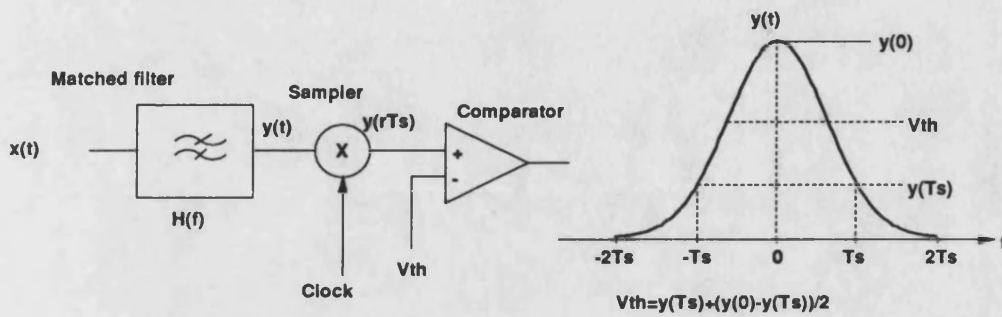 Matched filter
x(t)
H(f)
y(t)
Sampler
X
y(rTs)
Clock
Comparator
+
-
Vth
y(t)
y(0)
Vth
y(Ts)
-2Ts
-Ts
0
Ts
2Ts
Vth=y(Ts)+(y(0)-y(Ts))/2